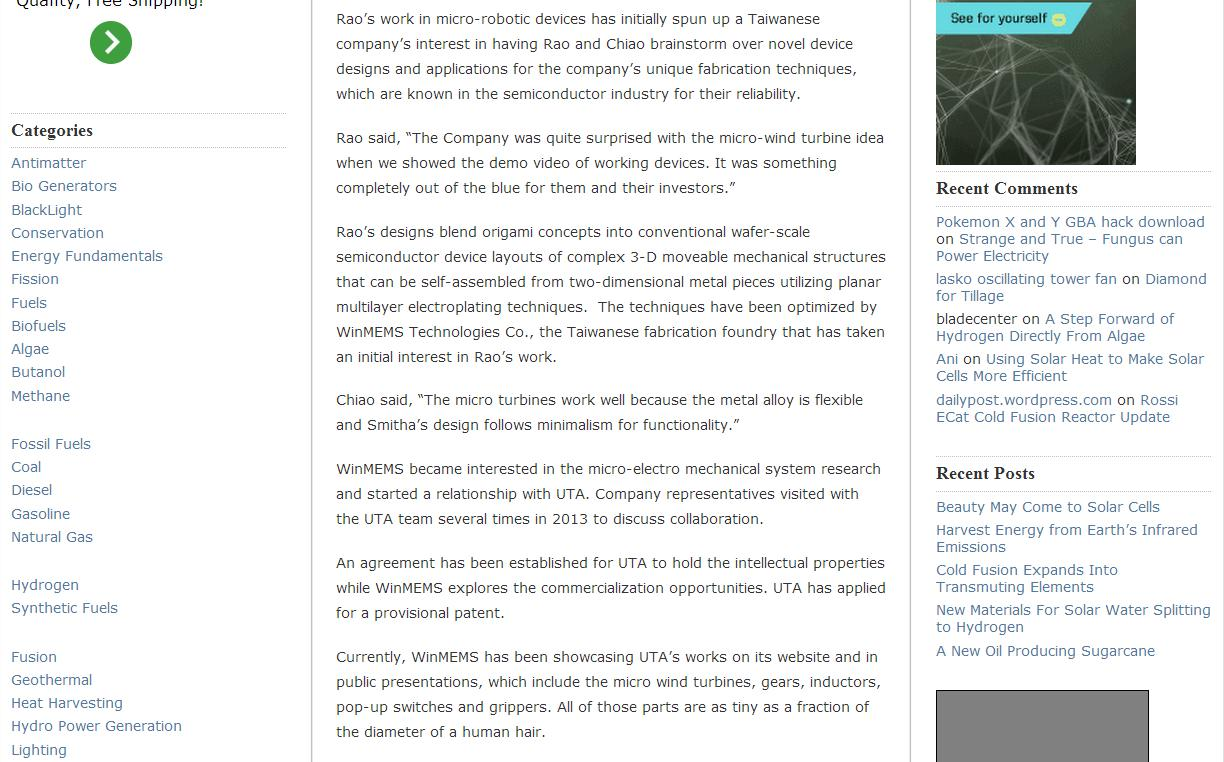 Quality, Free Shipping!
Categories
Antimatter
Bio Generators
BlackLight
Conservation
Energy Fundamentals
Fission
Fuels
Biofuels
Algae
Butanol
Methane
Fossil Fuels
Coal
Diesel
Gasoline
Natural Gas
Hydrogen
Synthetic Fuels
Fusion
Geothermal
Heat Harvesting
Hydro Power Generation
Lighting
Rao’s work in micro-robotic devices has initially spun up a Taiwanese
company’s interest in having Rao and Chiao brainstorm over novel device
designs and applications for the company’s unique fabrication techniques,
which are known in the semiconductor industry for their reliability.
Rao said, “The Company was quite surprised with the micro-wind turbine idea
when we showed the demo video of working devices. It was something
completely out of the blue for them and their investors.”
Rao’s designs blend origami concepts into conventional wafer-scale
semiconductor device layouts of complex 3-D moveable mechanical structures
that can be self-assembled from two-dimensional metal pieces utilizing planar
multilayer electroplating techniques.  The techniques have been optimized by
WinMEMS Technologies Co., the Taiwanese fabrication foundry that has taken
an initial interest in Rao’s work.
Chiao said, “The micro turbines work well because the metal alloy is flexible
and Smitha’s design follows minimalism for functionality.”
WinMEMS became interested in the micro-electro mechanical system research
and started a relationship with UTA. Company representatives visited with
the UTA team several times in 2013 to discuss collaboration.
An agreement has been established for UTA to hold the intellectual properties
while WinMEMS explores the commercialization opportunities. UTA has applied
for a provisional patent.
Currently, WinMEMS has been showcasing UTA’s works on its website and in
public presentations, which include the micro wind turbines, gears, inductors,
pop-up switches and grippers. All of those parts are as tiny as a fraction of
the diameter of a human hair.
See for yourself
Recent Comments
Pokemon X and Y GBA hack download
on Strange and True – Fungus can
Power Electricity
lasko oscillating tower fan on Diamond
for Tillage
bladecenter on A Step Forward of
Hydrogen Directly From Algae
Ani on Using Solar Heat to Make Solar
Cells More Efficient
dailypost.wordpress.com on Rossi
ECat Cold Fusion Reactor Update
Recent Posts
Beauty May Come to Solar Cells
Harvest Energy from Earth’s Infrared
Emissions
Cold Fusion Expands Into
Transmuting Elements
New Materials For Solar Water Splitting
to Hydrogen
A New Oil Producing Sugarcane